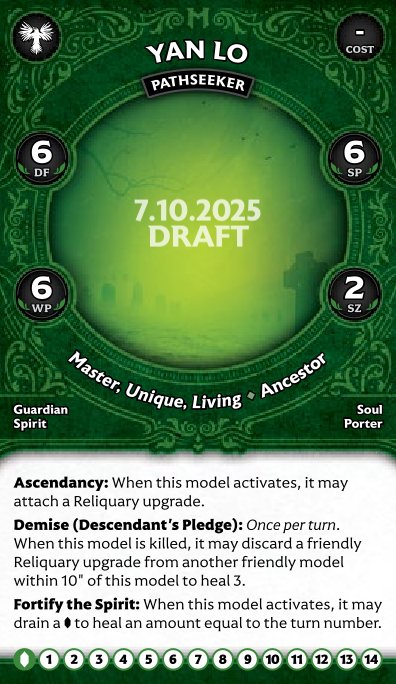 YAN LO
-
COST
PATHSEEKER
6
DF
6
SP
7.10.2025
DRAFT
6
WP
2
SZ
Master, Unique, Living ◆ Ancestor
Guardian
Spirit
Soul
Porter
Ascendancy: When this model activates, it may
attach a Reliquary upgrade.
Demise (Descendant's Pledge): Once per turn.
When this model is killed, it may discard a friendly
Reliquary upgrade from another friendly model
within 10" of this model to heal 3.
Fortify the Spirit: When this model activates, it may
drain a ⬧ to heal an amount equal to the turn number.
1 2 3 4 5 6 7 8 9 10 11 12 13 14